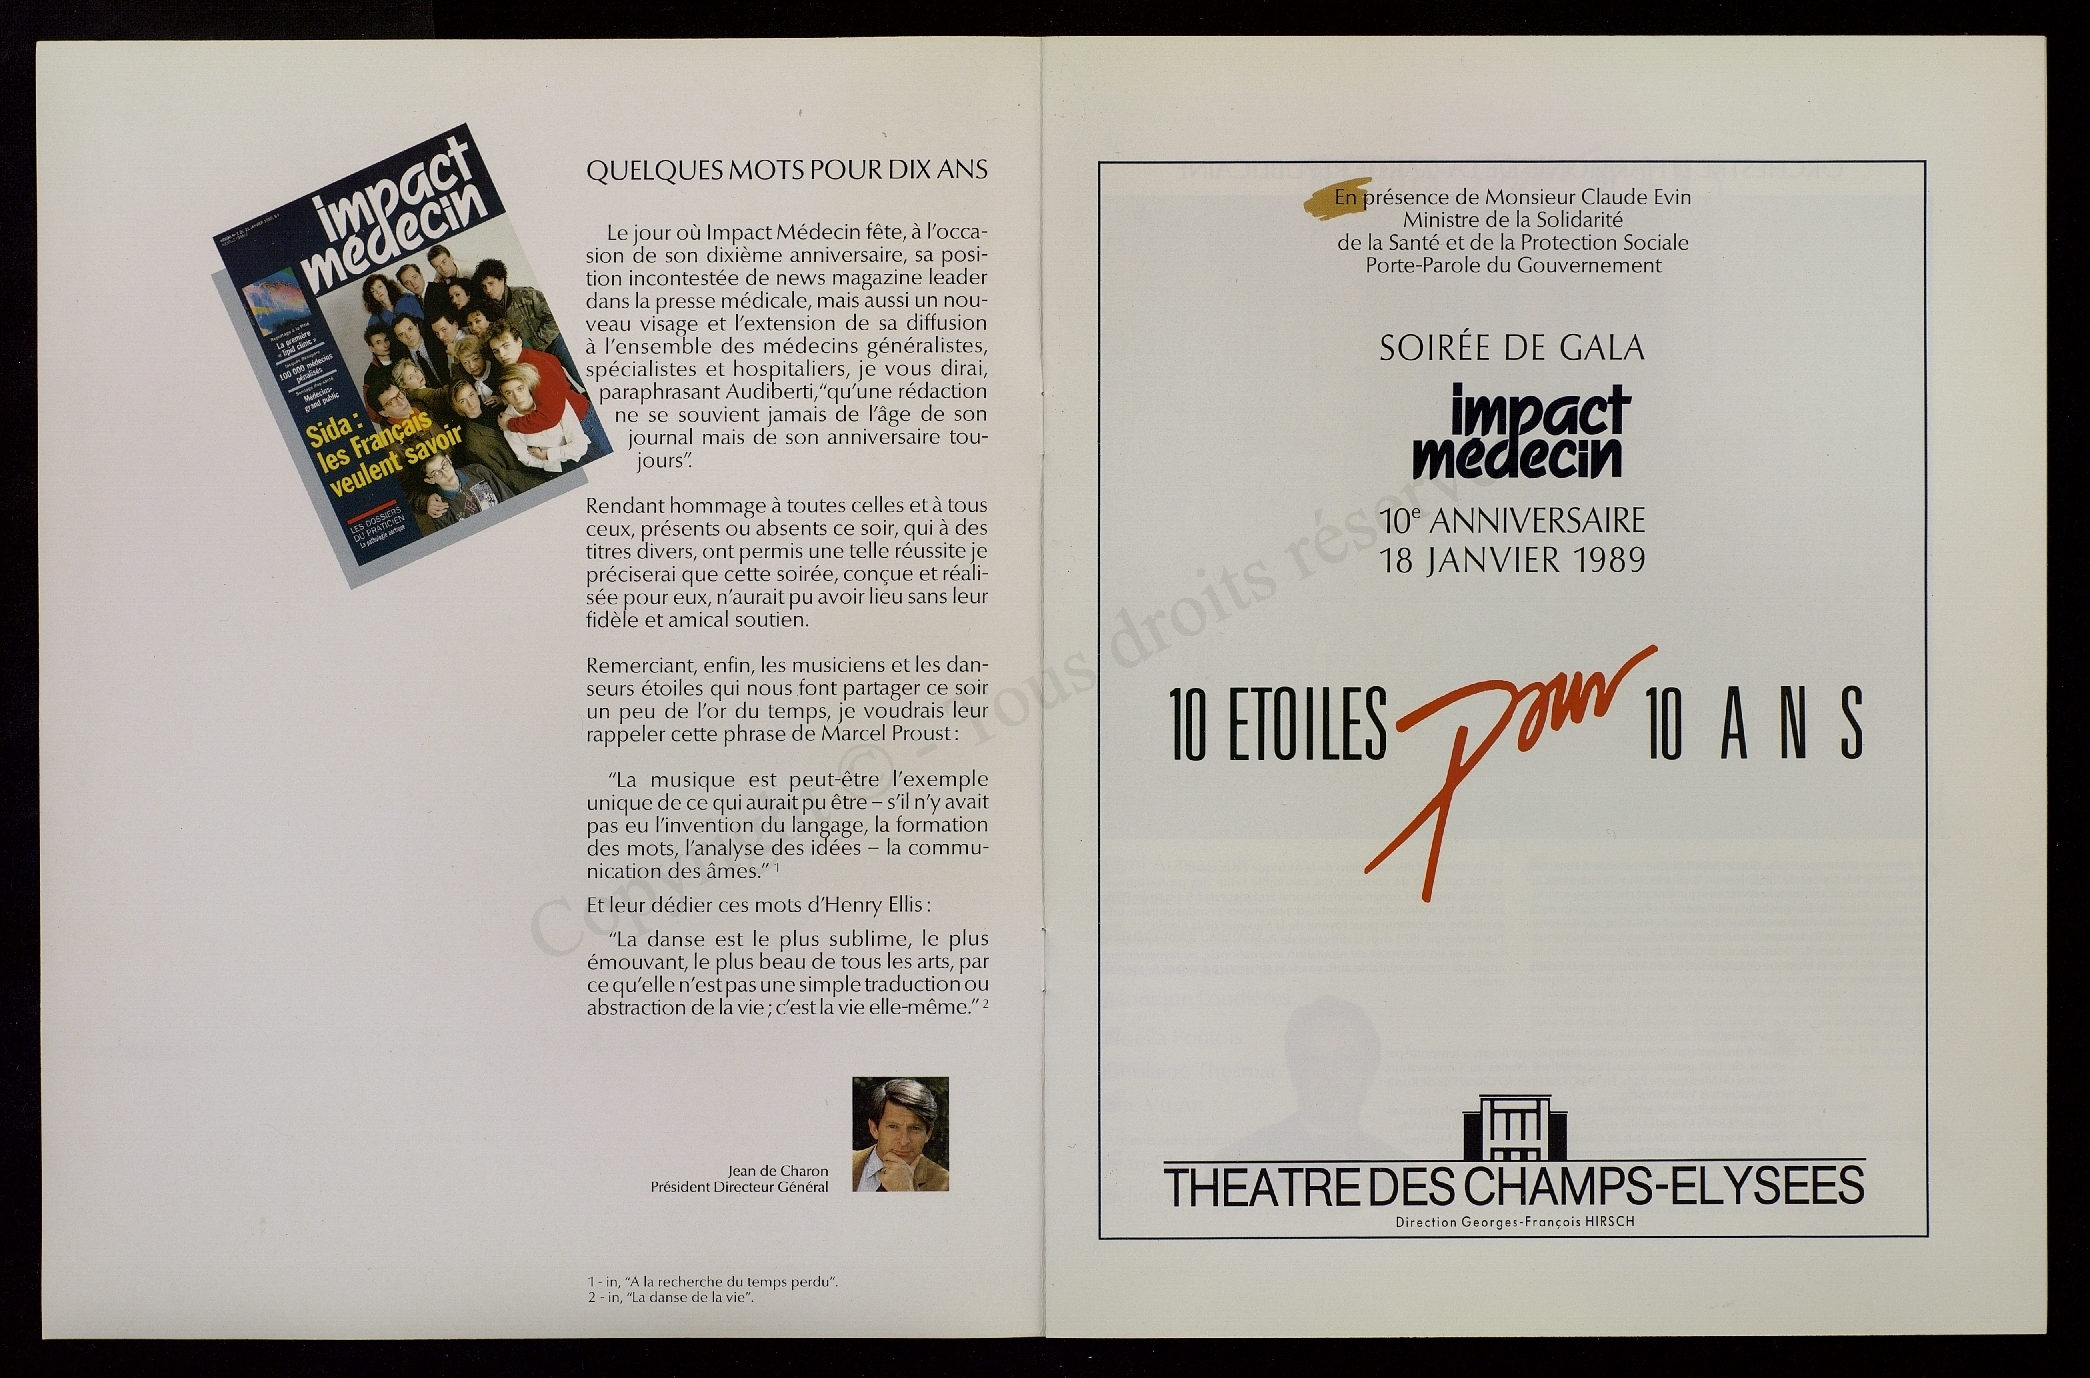 impact
médecin
La première
« lipid clinic »
100 000 médecins
pénalisés
Médecins-
grand public
Sida :
les Français
veulent savoir
LES DOSSIERS
DU PRATICIEN
QUELQUES MOTS POUR DIX ANS
Le jour où Impact Médecin fête, à l'occa-
sion de son dixième anniversaire, sa posi-
tion incontestée de news magazine leader
dans la presse médicale, mais aussi un nou-
veau visage et l'extension de sa diffusion
à l'ensemble des médecins généralistes,
spécialistes et hospitaliers, je vous dirai,
paraphrasant Audiberti, “qu'une rédaction
ne se souvient jamais de l'âge de son
journal mais de son anniversaire tou-
jours”.
Rendant hommage à toutes celles et à tous
ceux, présents ou absents ce soir, qui à des
titres divers, ont permis une telle réussite je
préciserai que cette soirée, conçue et réali-
sée pour eux, n'aurait pu avoir lieu sans leur
fidèle et amical soutien.
Remerciant, enfin, les musiciens et les dan-
seurs étoiles qui nous font partager ce soir
un peu de l'or du temps, je voudrais leur
rappeler cette phrase de Marcel Proust :
“La musique est peut-être l'exemple
unique de ce qui aurait pu être – s'il n'y avait
pas eu l'invention du langage, la formation
des mots, l'analyse des idées – la commu-
nication des âmes.” 1
Et leur dédier ces mots d'Henry Ellis :
“La danse est le plus sublime, le plus
émouvant, le plus beau de tous les arts, par
ce qu'elle n'est pas une simple traduction ou
abstraction de la vie ; c'est la vie elle-même.” 2
Jean de Charon
Président Directeur Général
1 - in, “A la recherche du temps perdu”.
2 - in, “La danse de la vie”.
En présence de Monsieur Claude Evin
Ministre de la Solidarité
de la Santé et de la Protection Sociale
Porte-Parole du Gouvernement
SOIRÉE DE GALA
impact
médecin
10e ANNIVERSAIRE
18 JANVIER 1989
10 ETOILES pour 10 ANS
THEATRE DES CHAMPS-ELYSEES
Direction Georges-François HIRSCH
Copyright © - Tous droits réservés